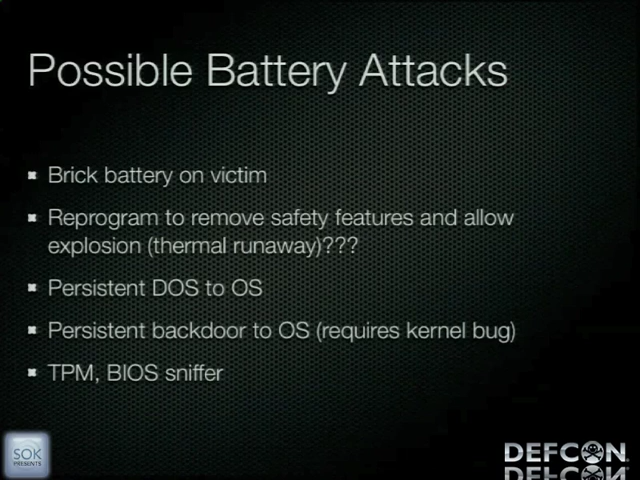 Possible Battery Attacks
Brick battery on victim
Reprogram to remove safety features and allow
explosion (thermal runaway)???
Persistent DOS to OS
Persistent backdoor to OS (requires kernel bug)
TPM, BIOS sniffer
SOK
PRESENTS
DEFCON